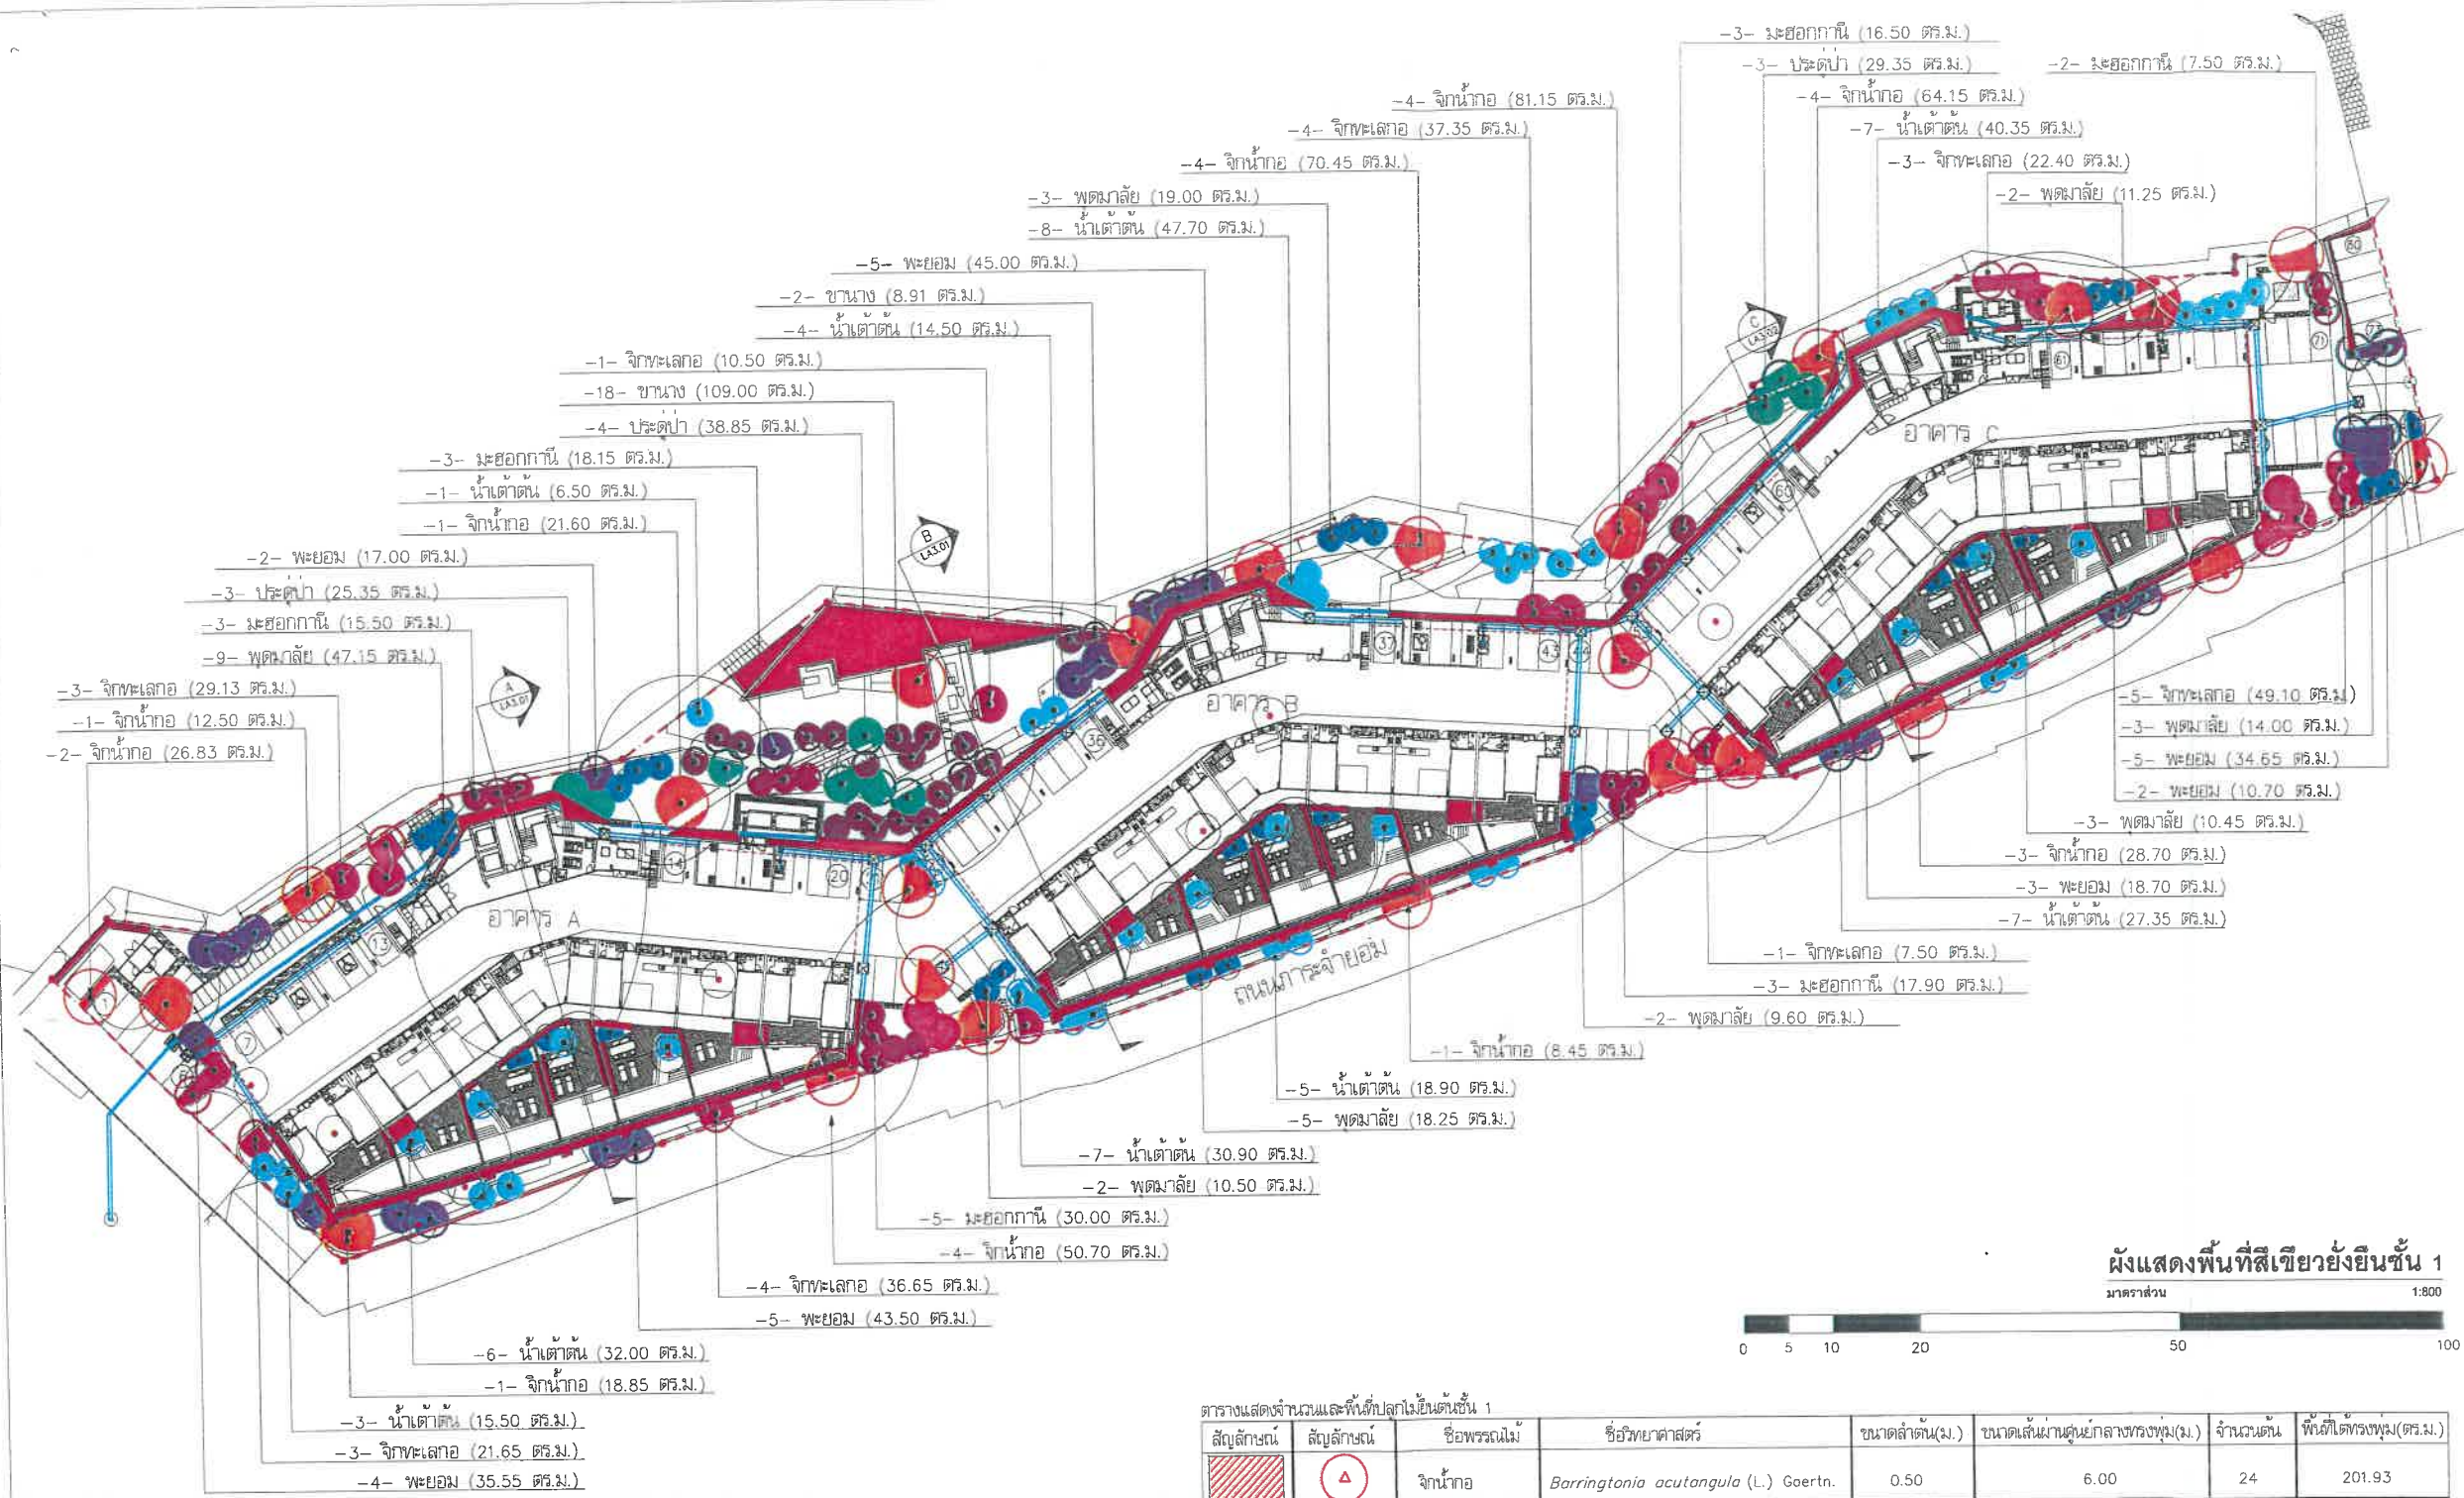 -3- มะฮอกกานี (16.50 ตร.ม.)
-3- ประดู่ป่า (29.35 ตร.ม.)
-2- มะฮอกกานี (7.50 ตร.ม.)
-4- จิกน้ำกอ (81.15 ตร.ม.)
-4- จิกน้ำกอ (64.15 ตร.ม.)
-4- จิกทะเลกอ (37.35 ตร.ม.)
-7- น้ำเต้าต้น (40.35 ตร.ม.)
-4- จิกน้ำกอ (70.45 ตร.ม.)
-3- จิกทะเลกอ (22.40 ตร.ม.)
-3- พุดมาลัย (19.00 ตร.ม.)
-2- พุดมาลัย (11.25 ตร.ม.)
-8- น้ำเต้าต้น (47.70 ตร.ม.)
-5- พะยอม (45.00 ตร.ม.)
-2- ขานาง (8.91 ตร.ม.)
-4- น้ำเต้าต้น (14.50 ตร.ม.)
-1- จิกทะเลกอ (10.50 ตร.ม.)
-18- ขานาง (109.00 ตร.ม.)
-4- ประดู่ป่า (38.85 ตร.ม.)
-3- มะฮอกกานี (18.15 ตร.ม.)
-1- น้ำเต้าต้น (6.50 ตร.ม.)
-1- จิกน้ำกอ (21.60 ตร.ม.)
-2- พะยอม (17.00 ตร.ม.)
-3- ประดู่ป่า (25.35 ตร.ม.)
-3- มะฮอกกานี (15.50 ตร.ม.)
-9- พุดมาลัย (47.15 ตร.ม.)
-3- จิกทะเลกอ (29.13 ตร.ม.)
-1- จิกน้ำกอ (12.50 ตร.ม.)
-2- จิกน้ำกอ (26.83 ตร.ม.)
A
LA3.01
B
LA3.01
C
LA3.02
อาคาร A
อาคาร B
อาคาร C
1
7
13
14
20
36
37
43
60
61
71
80
ถนนภาระจำยอม
-5- จิกทะเลกอ (49.10 ตร.ม.)
-3- พุดมาลัย (14.00 ตร.ม.)
-5- พะยอม (34.65 ตร.ม.)
-2- พะยอม (10.70 ตร.ม.)
-3- พุดมาลัย (10.45 ตร.ม.)
-3- จิกน้ำกอ (28.70 ตร.ม.)
-3- พะยอม (18.70 ตร.ม.)
-7- น้ำเต้าต้น (27.35 ตร.ม.)
-1- จิกทะเลกอ (7.50 ตร.ม.)
-3- มะฮอกกานี (17.90 ตร.ม.)
-2- พุดมาลัย (9.60 ตร.ม.)
-1- จิกน้ำกอ (8.45 ตร.ม.)
-5- น้ำเต้าต้น (18.90 ตร.ม.)
-5- พุดมาลัย (18.25 ตร.ม.)
-7- น้ำเต้าต้น (30.90 ตร.ม.)
-2- พุดมาลัย (10.50 ตร.ม.)
-5- มะฮอกกานี (30.00 ตร.ม.)
-4- จิกน้ำกอ (50.70 ตร.ม.)
-4- จิกทะเลกอ (36.65 ตร.ม.)
-5- พะยอม (43.50 ตร.ม.)
-6- น้ำเต้าต้น (32.00 ตร.ม.)
-1- จิกน้ำกอ (18.85 ตร.ม.)
-3- น้ำเต้าต้น (15.50 ตร.ม.)
-3- จิกทะเลกอ (21.65 ตร.ม.)
-4- พะยอม (35.55 ตร.ม.)
ผังแสดงพื้นที่สีเขียวยั่งยืนชั้น 1
มาตราส่วน 1:800
0 5 10 20 50 100
ตารางแสดงจำนวนและพื้นที่ปลูกไม้ยืนต้นชั้น 1
สัญลักษณ์ สัญลักษณ์ ชื่อพรรณไม้ ชื่อวิทยาศาสตร์ ขนาดลำต้น(ม.) ขนาดเส้นผ่านศูนย์กลางทรงพุ่ม(ม.) จำนวนต้น พื้นที่ใต้ทรงพุ่ม(ตร.ม.)
จิกน้ำกอ Barringtonia acutangula (L.) Gaertn. 0.50 6.00 24 201.93